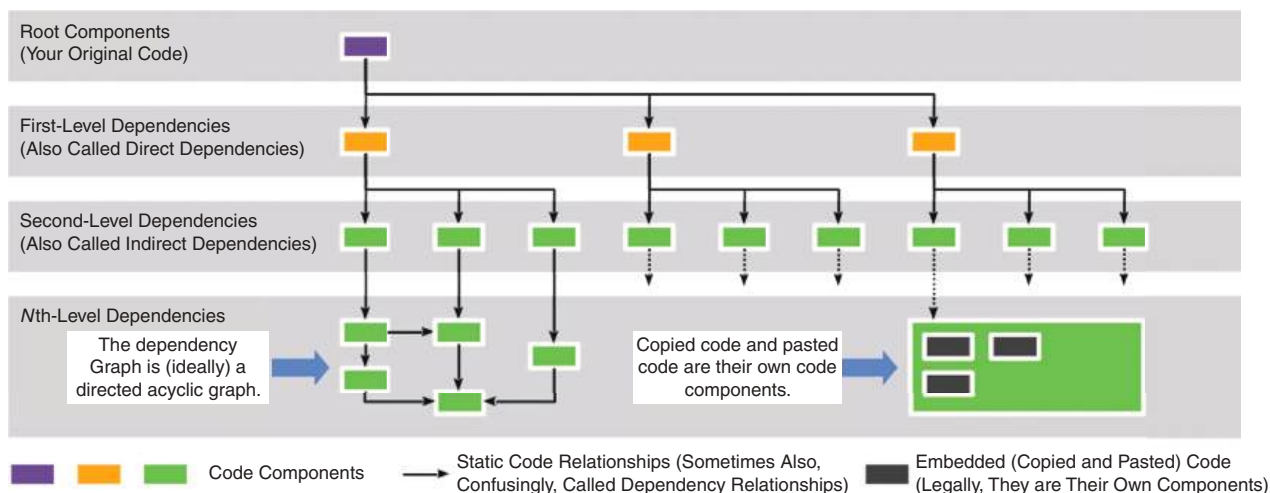 Root Components
(Your Original Code)
First-Level Dependencies
(Also Called Direct Dependencies)
Second-Level Dependencies
(Also Called Indirect Dependencies)
Nth-Level Dependencies
The dependency
Graph is (ideally) a
directed acyclic graph.
Copied code and pasted
code are their own code
components.
Code Components
Static Code Relationships (Sometimes Also,
Confusingly, Called Dependency Relationships)
Embedded (Copied and Pasted) Code
(Legally, They are Their Own Components)